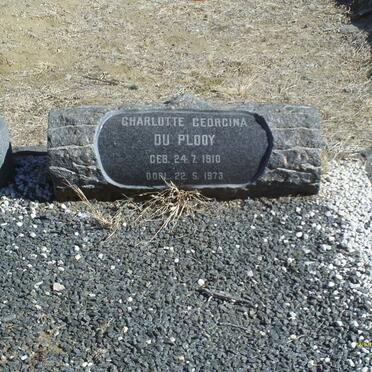 CHARLOTTE GEORGINA
DU PLOOY
GEB. 24. 7. 1910
OORL. 22. 5. 1973